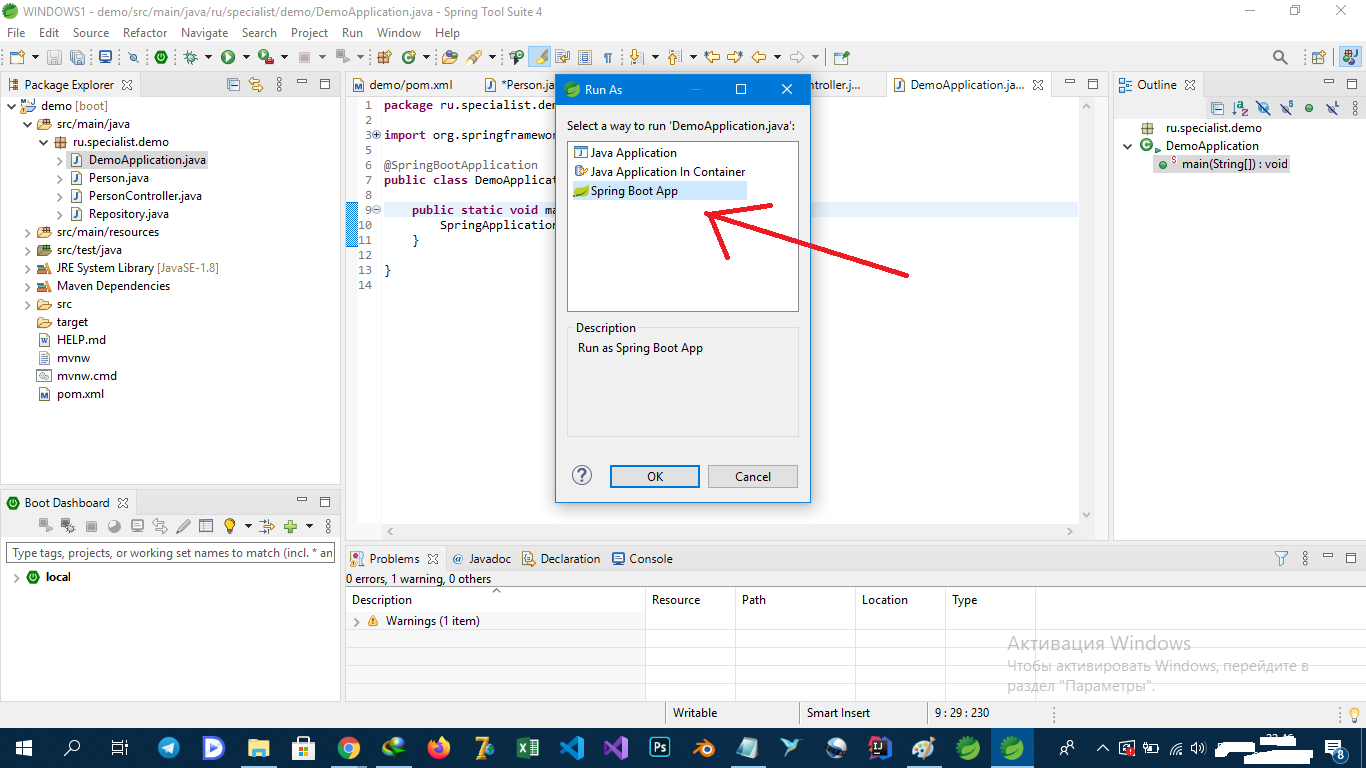 WINDOWS1 - demo/src/main/java/ru/specialist/demo/DemoApplication.java - Spring Tool Suite 4
File Edit Source Refactor Navigate Search Project Run Window Help
Package Explorer
demo [boot]
src/main/java
ru.specialist.demo
DemoApplication.java
Person.java
PersonController.java
Repository.java
src/main/resources
src/test/java
JRE System Library [JavaSE-1.8]
Maven Dependencies
src
target
HELP.md
mvnw
mvnw.cmd
pom.xml
Boot Dashboard
Type tags, projects, or working set names to match (incl. * an
local
demo/pom.xml
*Person.ja
ntroller.j...
DemoApplication.ja...
1 package ru.specialist.dem
2
3 import org.springframewor
5
6 @SpringBootApplication
7 public class DemoApplicat
8
9 public static void ma
10 SpringApplication
11 }
12
13 }
14
Run As
Select a way to run 'DemoApplication.java':
Java Application
Java Application In Container
Spring Boot App
Description
Run as Spring Boot App
?
OK
Cancel
Outline
ru.specialist.demo
DemoApplication
main(String[]) : void
Problems
@ Javadoc
Declaration
Console
0 errors, 1 warning, 0 others
Description Resource Path Location Type
Warnings (1 item)
Активация Windows
Чтобы активировать Windows, перейдите в
раздел "Параметры".
Writable
Smart Insert
9 : 29 : 230
8